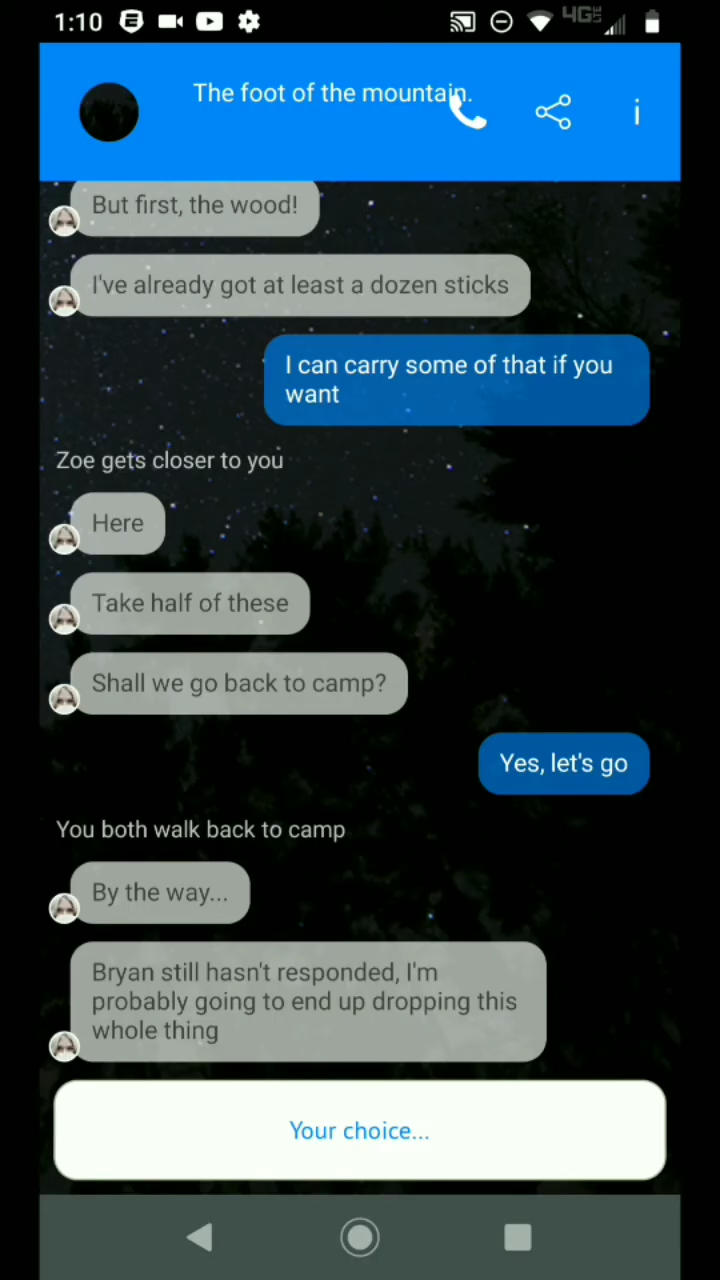 1:10
4G LTE
The foot of the mountain.
i
But first, the wood!
I've already got at least a dozen sticks
I can carry some of that if you
want
Zoe gets closer to you
Here
Take half of these
Shall we go back to camp?
Yes, let's go
You both walk back to camp
By the way...
Bryan still hasn't responded, I'm
probably going to end up dropping this
whole thing
Your choice...